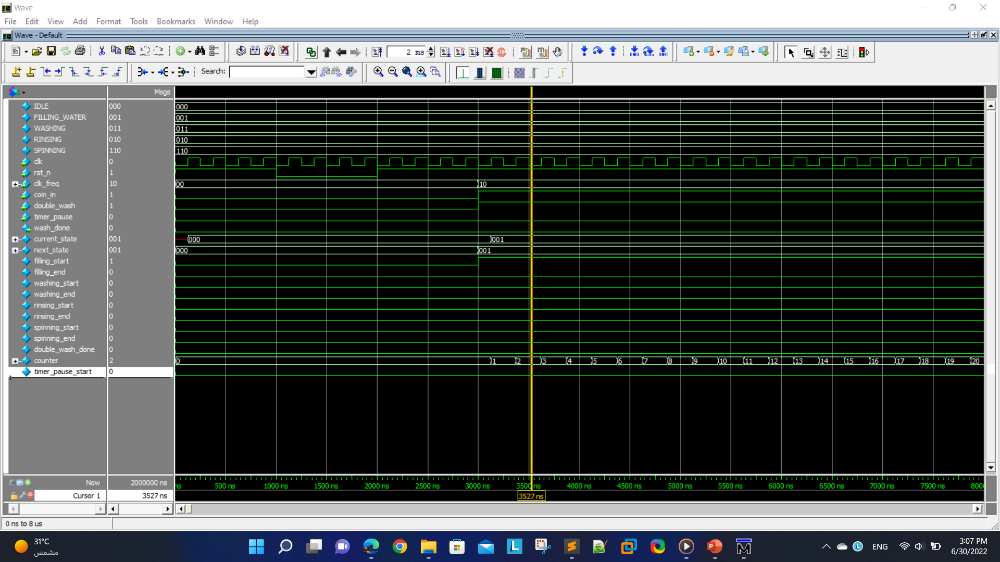 Wave
File Edit View Add Format Tools Bookmarks Window Help
Wave - Default
2 ms
Search:
Msgs
IDLE 000 000
FILLING_WATER 001 001
WASHING 011 011
RINSING 010 010
SPINNING 110 110
clk 0
rst_n 1
clk_freq 10 00 10
coin_in 1
double_wash 1
timer_pause 0
wash_done 0
current_state 001 000 001
next_state 001 000 001
filling_start 1
filling_end 0
washing_start 0
washing_end 0
rinsing_start 0
rinsing_end 0
spinning_start 0
spinning_end 0
double_wash_done 0
counter 2 0 1 2 3 4 5 6 7 8 9 10 11 12 13 14 15 16 17 18 19 20
timer_pause_start 0
Now 2000000 ns
ns 500 ns 1000 ns 1500 ns 2000 ns 2500 ns 3000 ns 3500 ns 4000 ns 4500 ns 5000 ns 5500 ns 6000 ns 6500 ns 7000 ns 7500 ns 8000
Cursor 1 3527 ns 3527 ns
0 ns to 8 us
31°C
مشمس
L
L
P
M
ENG
3:07 PM
6/30/2022